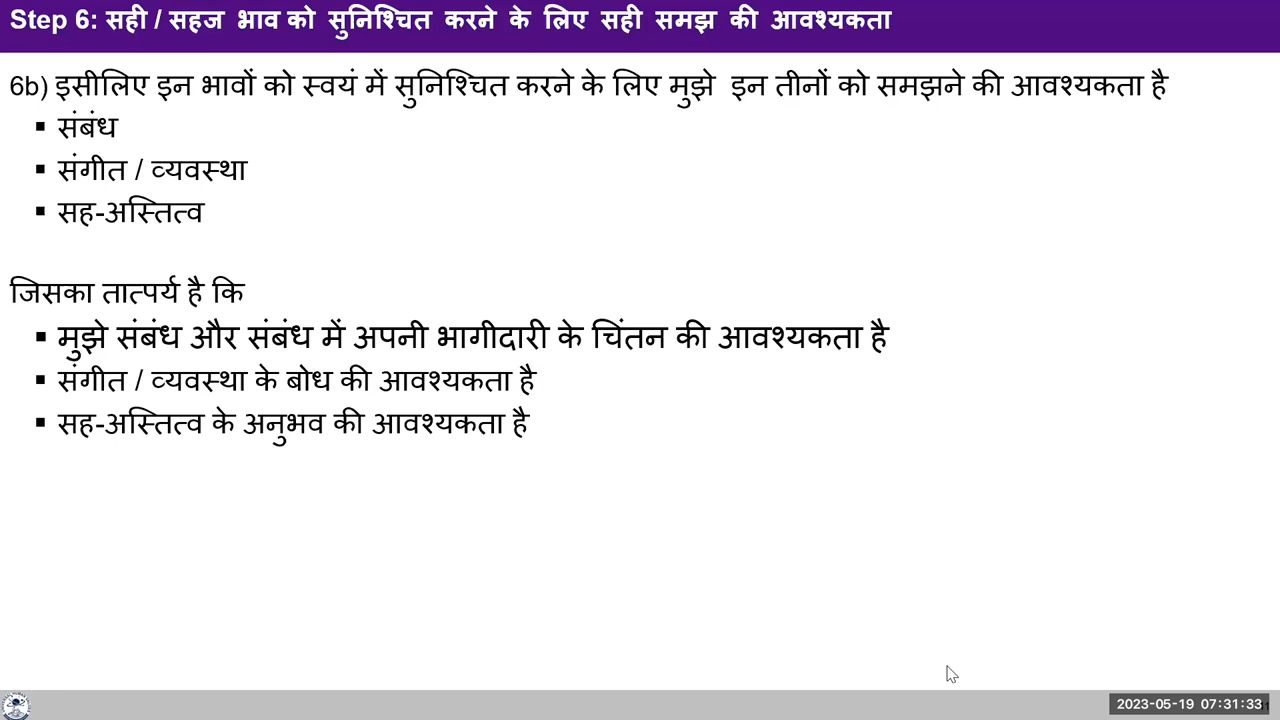 Step 6: सही / सहज भाव को सुनिश्चित करने के लिए सही समझ की आवश्यकता
6b) इसीलिए इन भावों को स्वयं में सुनिश्चित करने के लिए मुझे इन तीनों को समझने की आवश्यकता है
▪ संबंध
▪ संगीत / व्यवस्था
▪ सह-अस्तित्व
जिसका तात्पर्य है कि
▪ मुझे संबंध और संबंध में अपनी भागीदारी के चिंतन की आवश्यकता है
▪ संगीत / व्यवस्था के बोध की आवश्यकता है
▪ सह-अस्तित्व के अनुभव की आवश्यकता है
2023-05-19 07:31:33